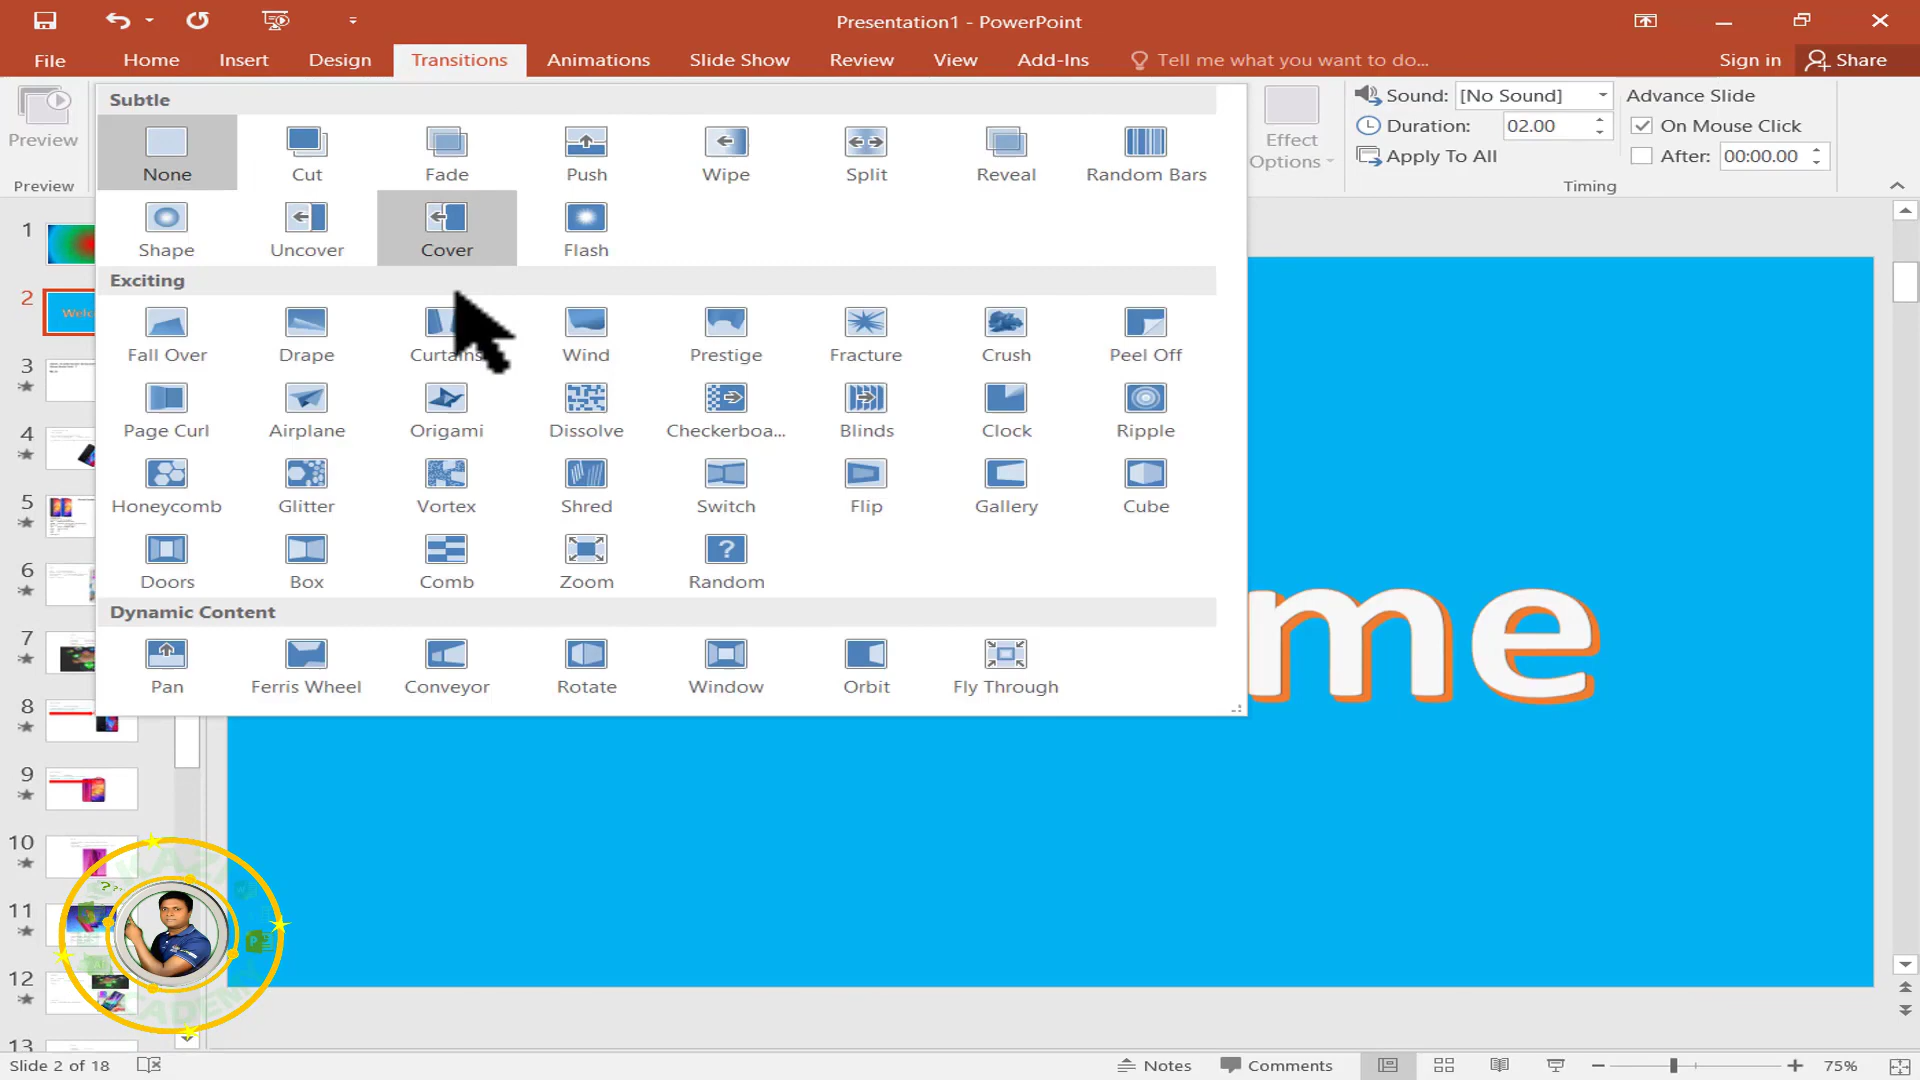 Presentation1 - PowerPoint
File Home Insert Design Transitions Animations Slide Show Review View Add-Ins Tell me what you want to do... Sign in Share
Preview
Preview
Subtle
None Cut Fade Push Wipe Split Reveal Random Bars
Shape Uncover Cover Flash
Exciting
Fall Over Drape Curtains Wind Prestige Fracture Crush Peel Off
Page Curl Airplane Origami Dissolve Checkerboa... Blinds Clock Ripple
Honeycomb Glitter Vortex Shred Switch Flip Gallery Cube
Doors Box Comb Zoom Random
Dynamic Content
Pan Ferris Wheel Conveyor Rotate Window Orbit Fly Through
Effect
Options
Sound: [No Sound]
Duration: 02.00
Apply To All
Advance Slide
On Mouse Click
After: 00:00.00
Timing
1
2
3
4
5
6
7
8
9
10
11
12
13
me
Slide 2 of 18 Notes Comments 75%